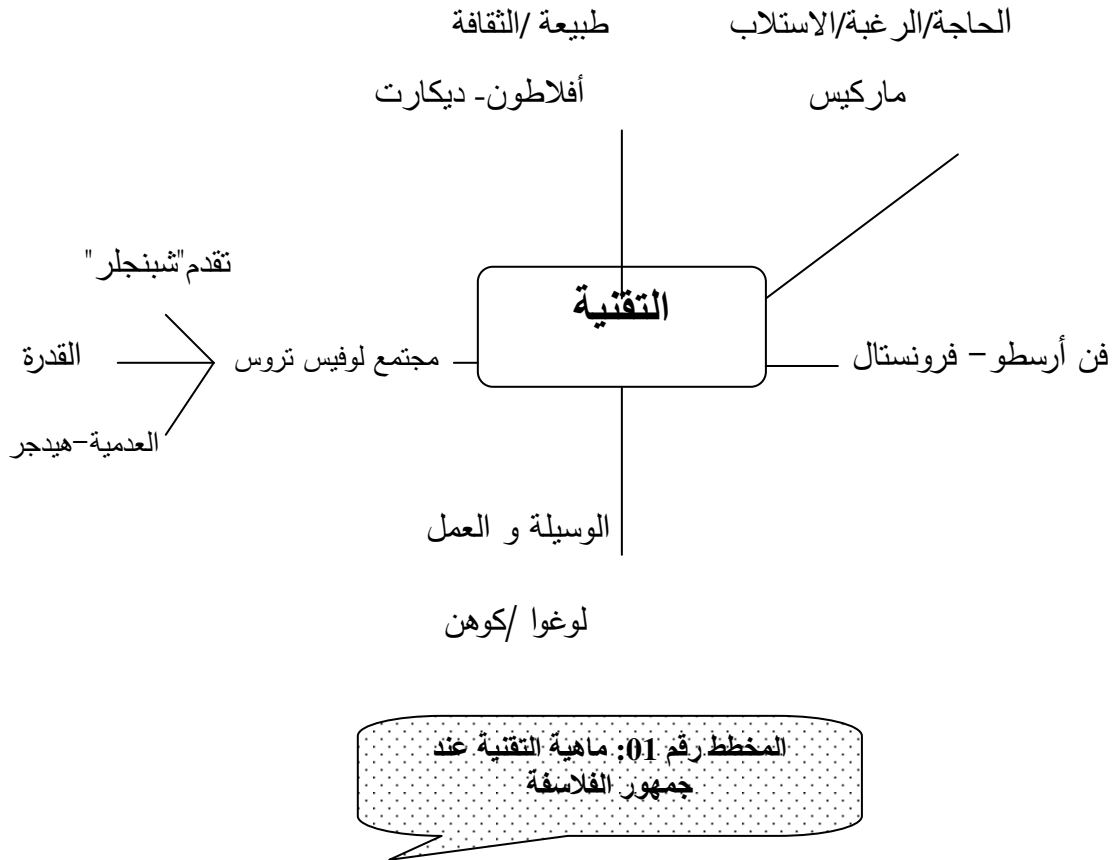 الحاجة/الرغبة/الاستلاب
طبيعة /الثقافة
ماركيس
أفلاطون- ديكارت
تقدم"شبنجلر"
التقنية
فن أرسطو – فرونستال
مجتمع لوفيس تروس
القدرة
العدمية–هيدجر
الوسيلة و العمل
لوغوا /كوهن
المخطط رقم 01: ماهية التقنية عند
جمهور الفلاسفة